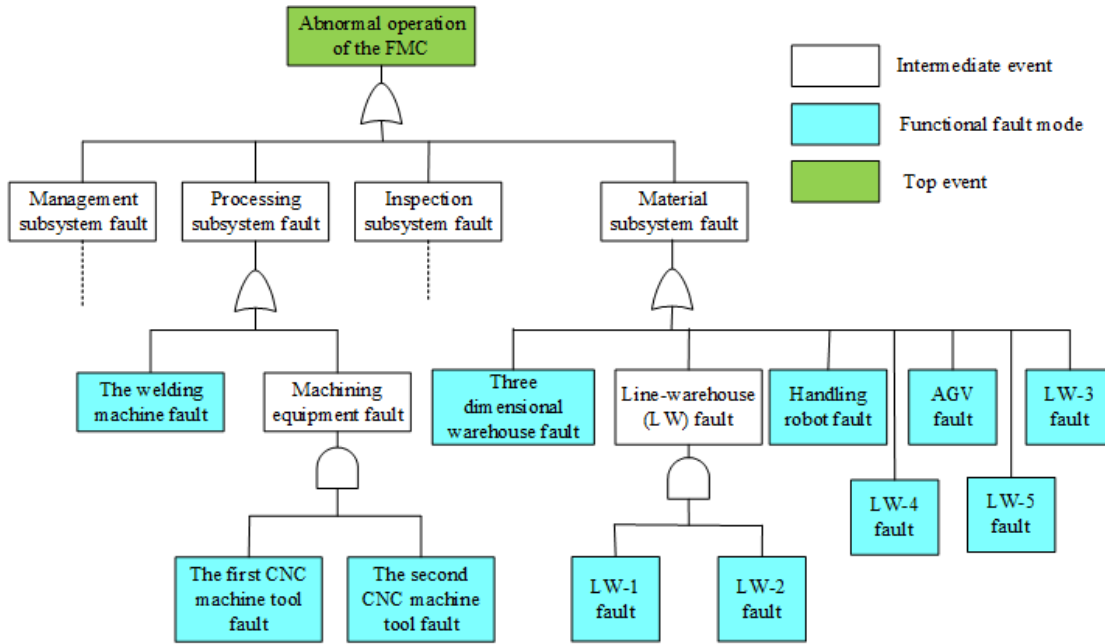 Abnormal operation
of the FMC
Intermediate event
Functional fault mode
Top event
Management
subsystem fault
Processing
subsystem fault
Inspection
subsystem fault
Material
subsystem fault
The welding
machine fault
Machining
equipment fault
Three
dimensional
warehouse fault
Line-warehouse
(LW) fault
Handling
robot fault
AGV
fault
LW-3
fault
LW-4
fault
LW-5
fault
The first CNC
machine tool
fault
The second
CNC machine
tool fault
LW-1
fault
LW-2
fault